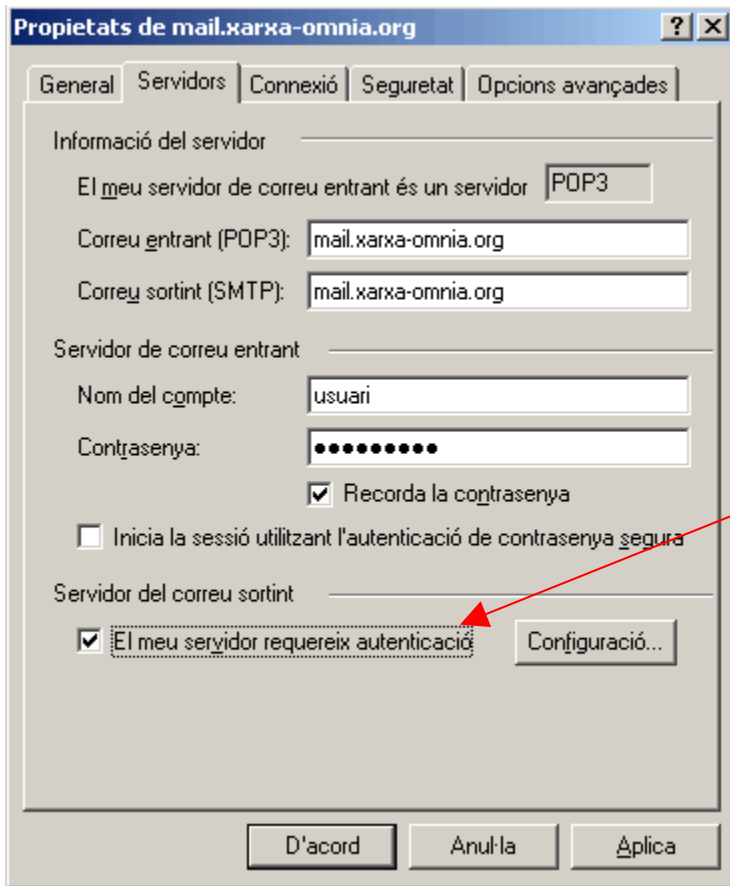 Propietats de mail.xarxa-omnia.org
General Servidors Connexió Seguretat Opcions avançades
Informació del servidor
El meu servidor de correu entrant és un servidor POP3
Correu entrant (POP3): mail.xarxa-omnia.org
Correu sortint (SMTP): mail.xarxa-omnia.org
Servidor de correu entrant
Nom del compte: usuari
Contrasenya: ●●●●●●●●●
Recorda la contrasenya
Inicia la sessió utilitzant l'autenticació de contrasenya segura
Servidor del correu sortint
El meu servidor requereix autenticació Configuració...
D'acord Anul·la Aplica